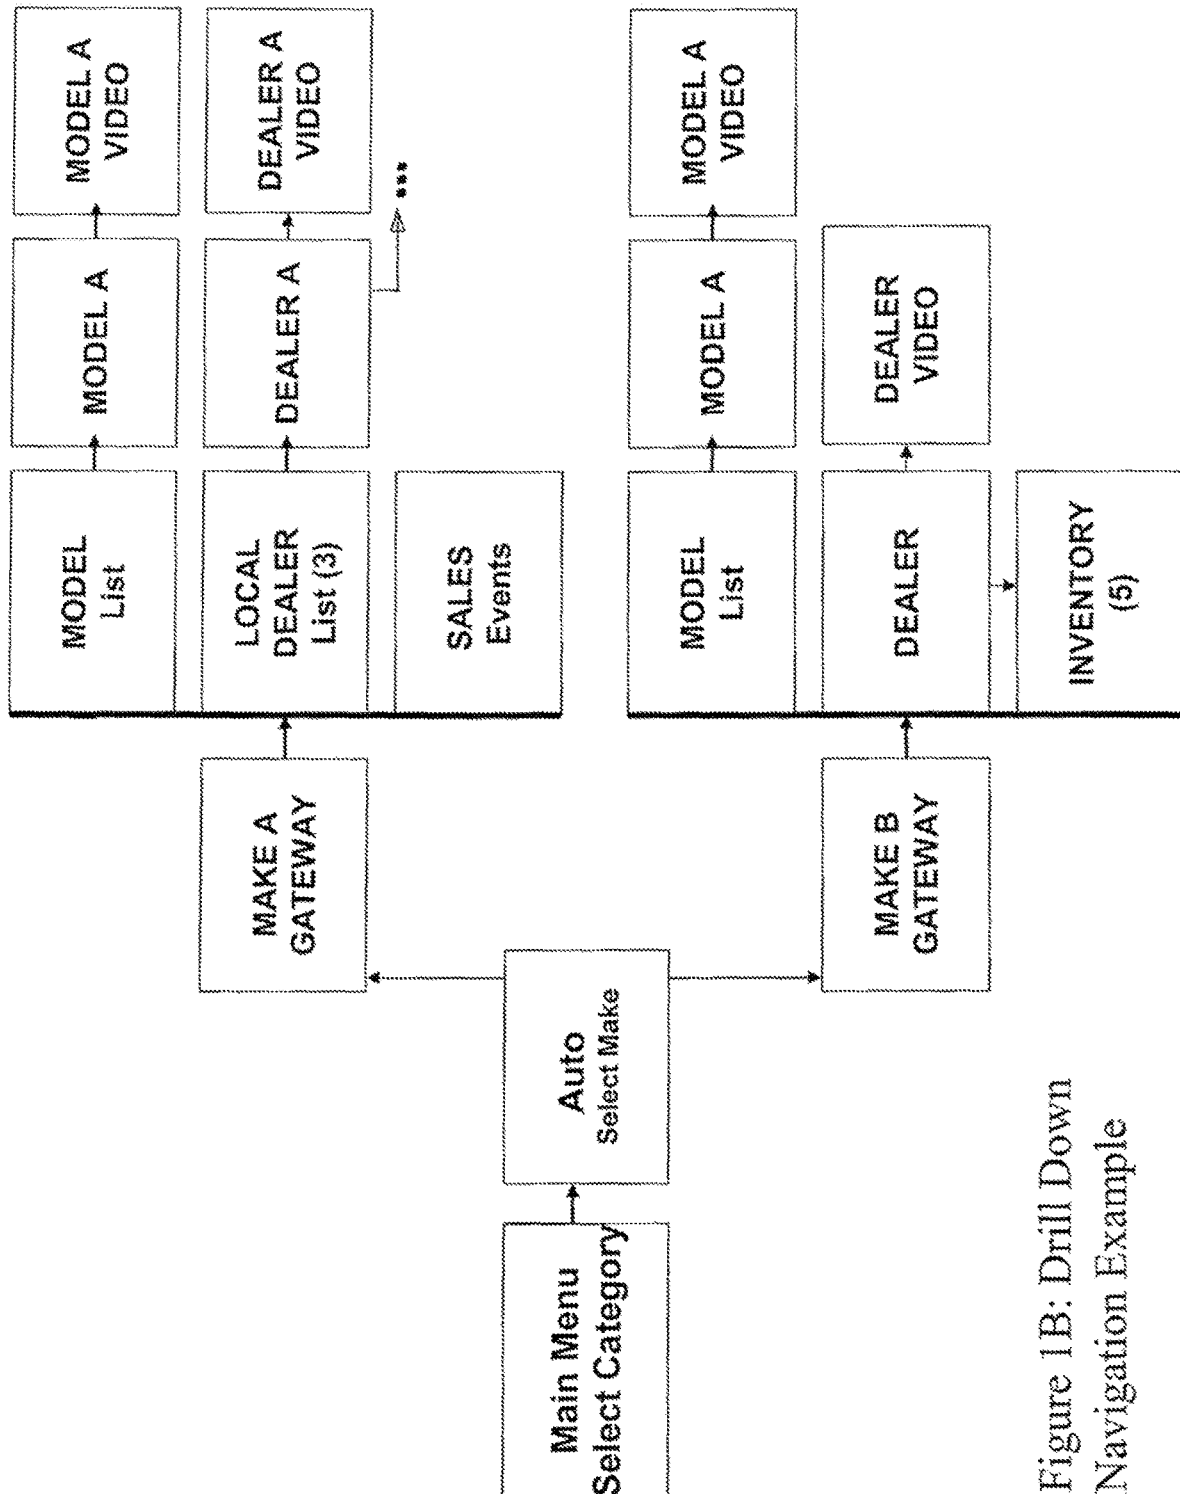 Main Menu
Select Category
Auto
Select Make
MAKE A
GATEWAY
MODEL
List
MODEL A
MODEL A
VIDEO
LOCAL
DEALER
List (3)
DEALER A
DEALER A
VIDEO
...
SALES
Events
MAKE B
GATEWAY
MODEL
List
MODEL A
MODEL A
VIDEO
DEALER
DEALER
VIDEO
INVENTORY
(5)
Figure 1B: Drill Down
Navigation Example